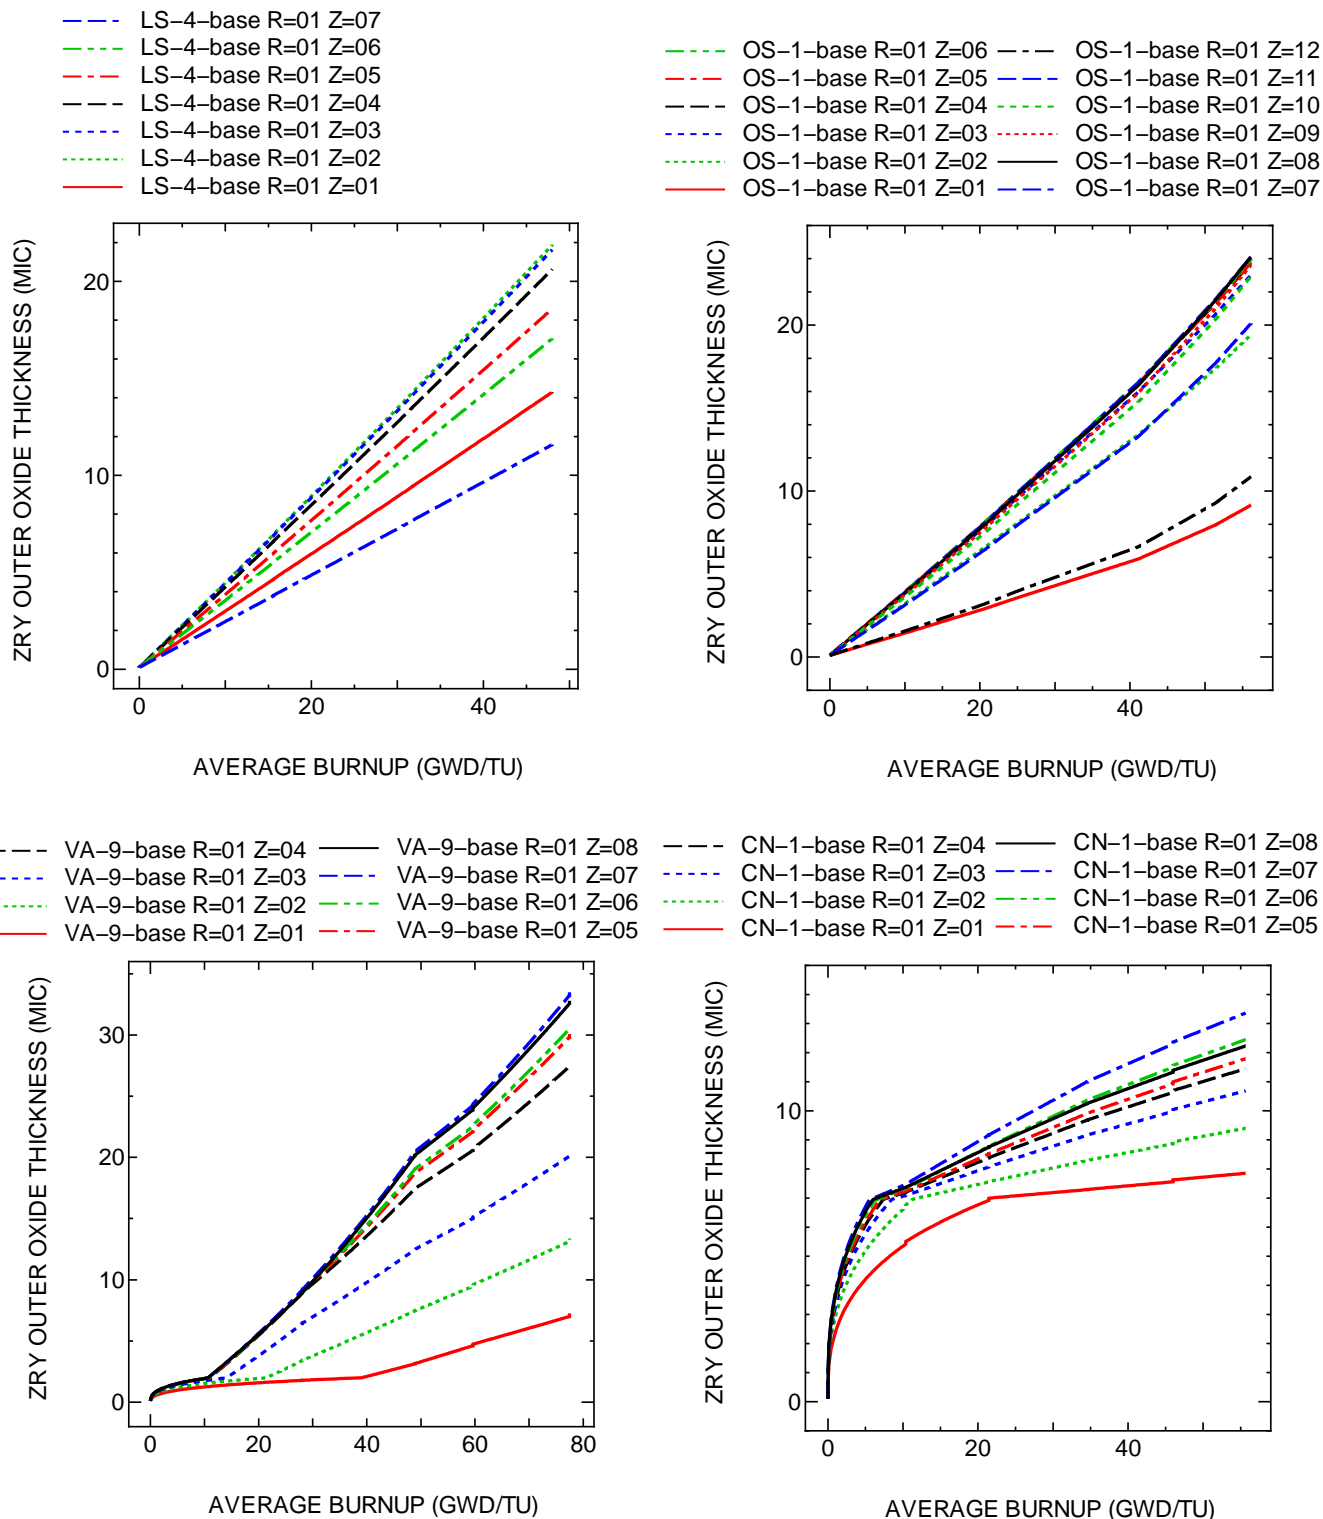 LS−4−base R=01 Z=07
LS−4−base R=01 Z=06
LS−4−base R=01 Z=05
LS−4−base R=01 Z=04
LS−4−base R=01 Z=03
LS−4−base R=01 Z=02
LS−4−base R=01 Z=01
ZRY OUTER OXIDE THICKNESS (MIC)
20
10
0
0 20 40
AVERAGE BURNUP (GWD/TU)
OS−1−base R=01 Z=06 OS−1−base R=01 Z=12
OS−1−base R=01 Z=05 OS−1−base R=01 Z=11
OS−1−base R=01 Z=04 OS−1−base R=01 Z=10
OS−1−base R=01 Z=03 OS−1−base R=01 Z=09
OS−1−base R=01 Z=02 OS−1−base R=01 Z=08
OS−1−base R=01 Z=01 OS−1−base R=01 Z=07
ZRY OUTER OXIDE THICKNESS (MIC)
20
10
0
0 20 40
AVERAGE BURNUP (GWD/TU)
VA−9−base R=01 Z=04 VA−9−base R=01 Z=08
VA−9−base R=01 Z=03 VA−9−base R=01 Z=07
VA−9−base R=01 Z=02 VA−9−base R=01 Z=06
VA−9−base R=01 Z=01 VA−9−base R=01 Z=05
ZRY OUTER OXIDE THICKNESS (MIC)
30
20
10
0
0 20 40 60 80
AVERAGE BURNUP (GWD/TU)
CN−1−base R=01 Z=04 CN−1−base R=01 Z=08
CN−1−base R=01 Z=03 CN−1−base R=01 Z=07
CN−1−base R=01 Z=02 CN−1−base R=01 Z=06
CN−1−base R=01 Z=01 CN−1−base R=01 Z=05
ZRY OUTER OXIDE THICKNESS (MIC)
10
0
0 20 40
AVERAGE BURNUP (GWD/TU)